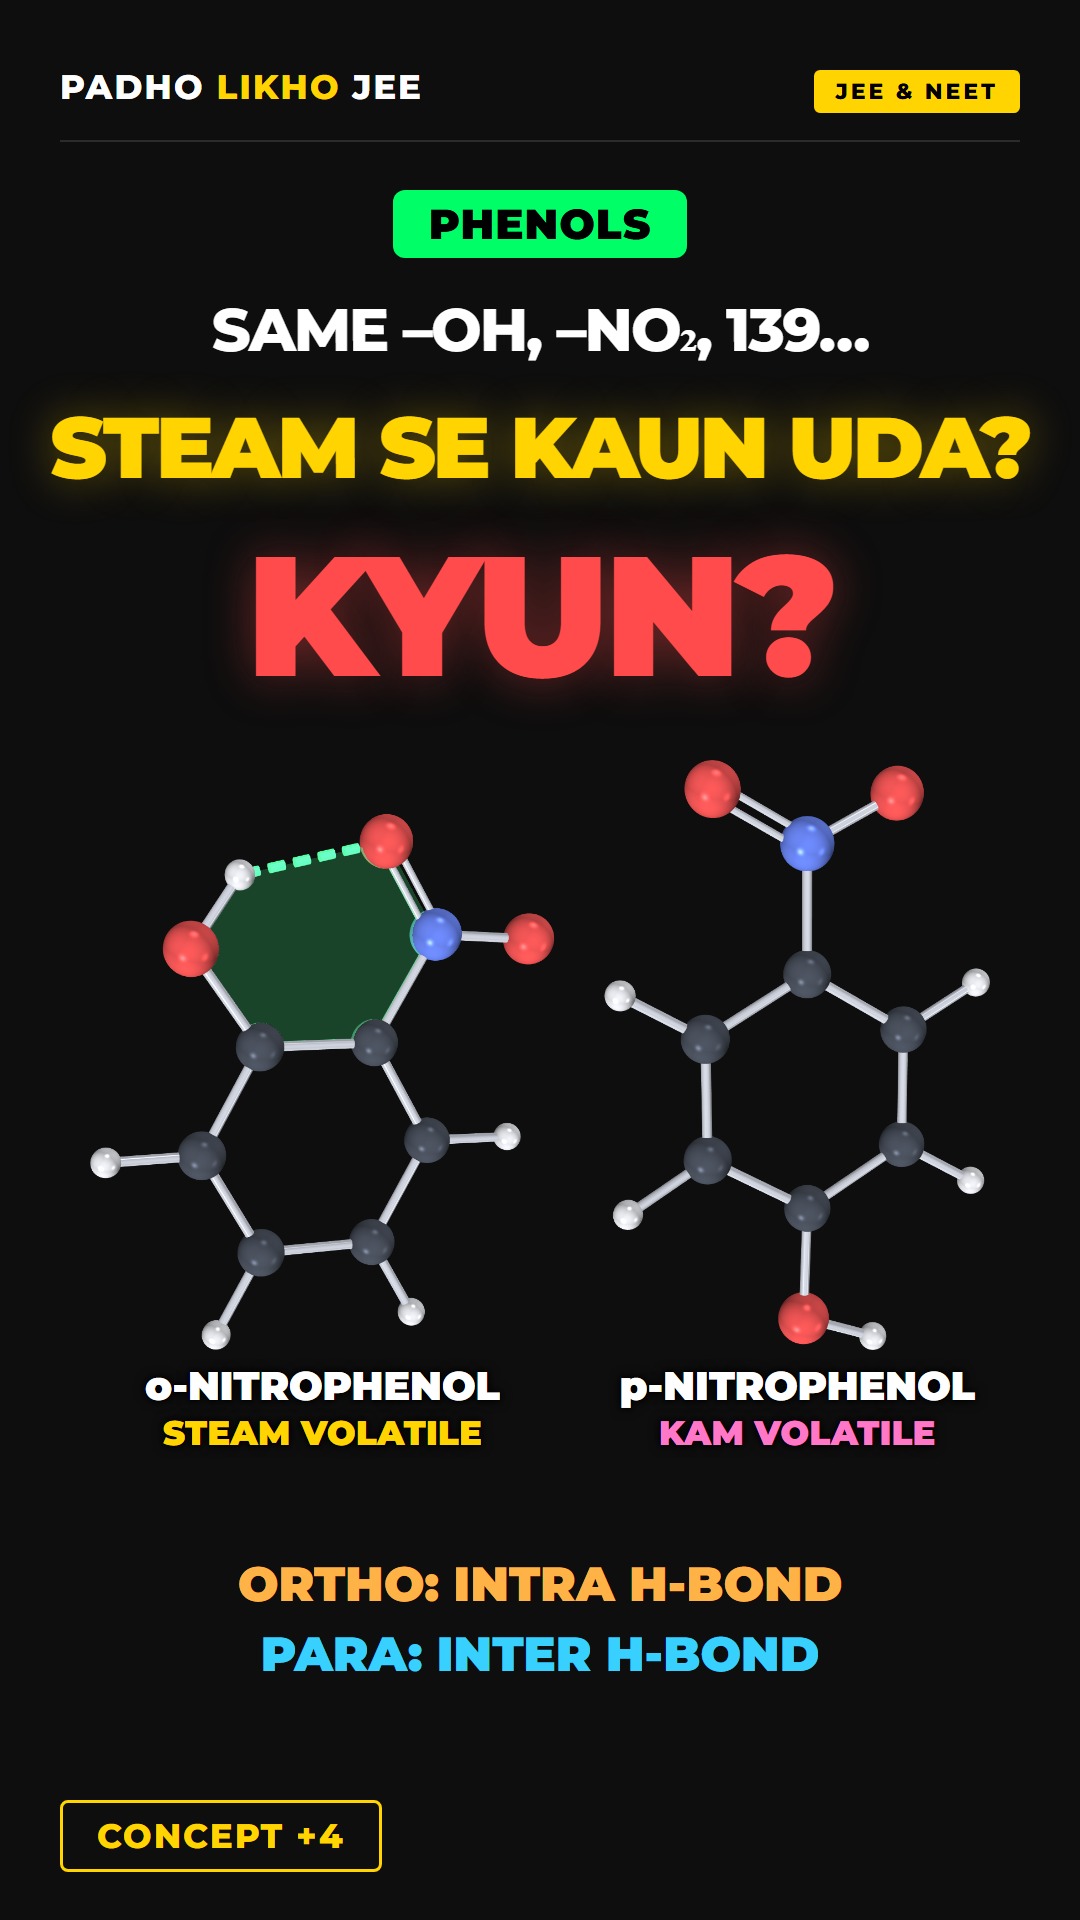 PADHO LIKHO JEE
JEE & NEET
PHENOLS
SAME –OH, –NO₂, 139...
STEAM SE KAUN UDA?
KYUN?
o-NITROPHENOL
STEAM VOLATILE
p-NITROPHENOL
KAM VOLATILE
ORTHO: INTRA H-BOND
PARA: INTER H-BOND
CONCEPT +4